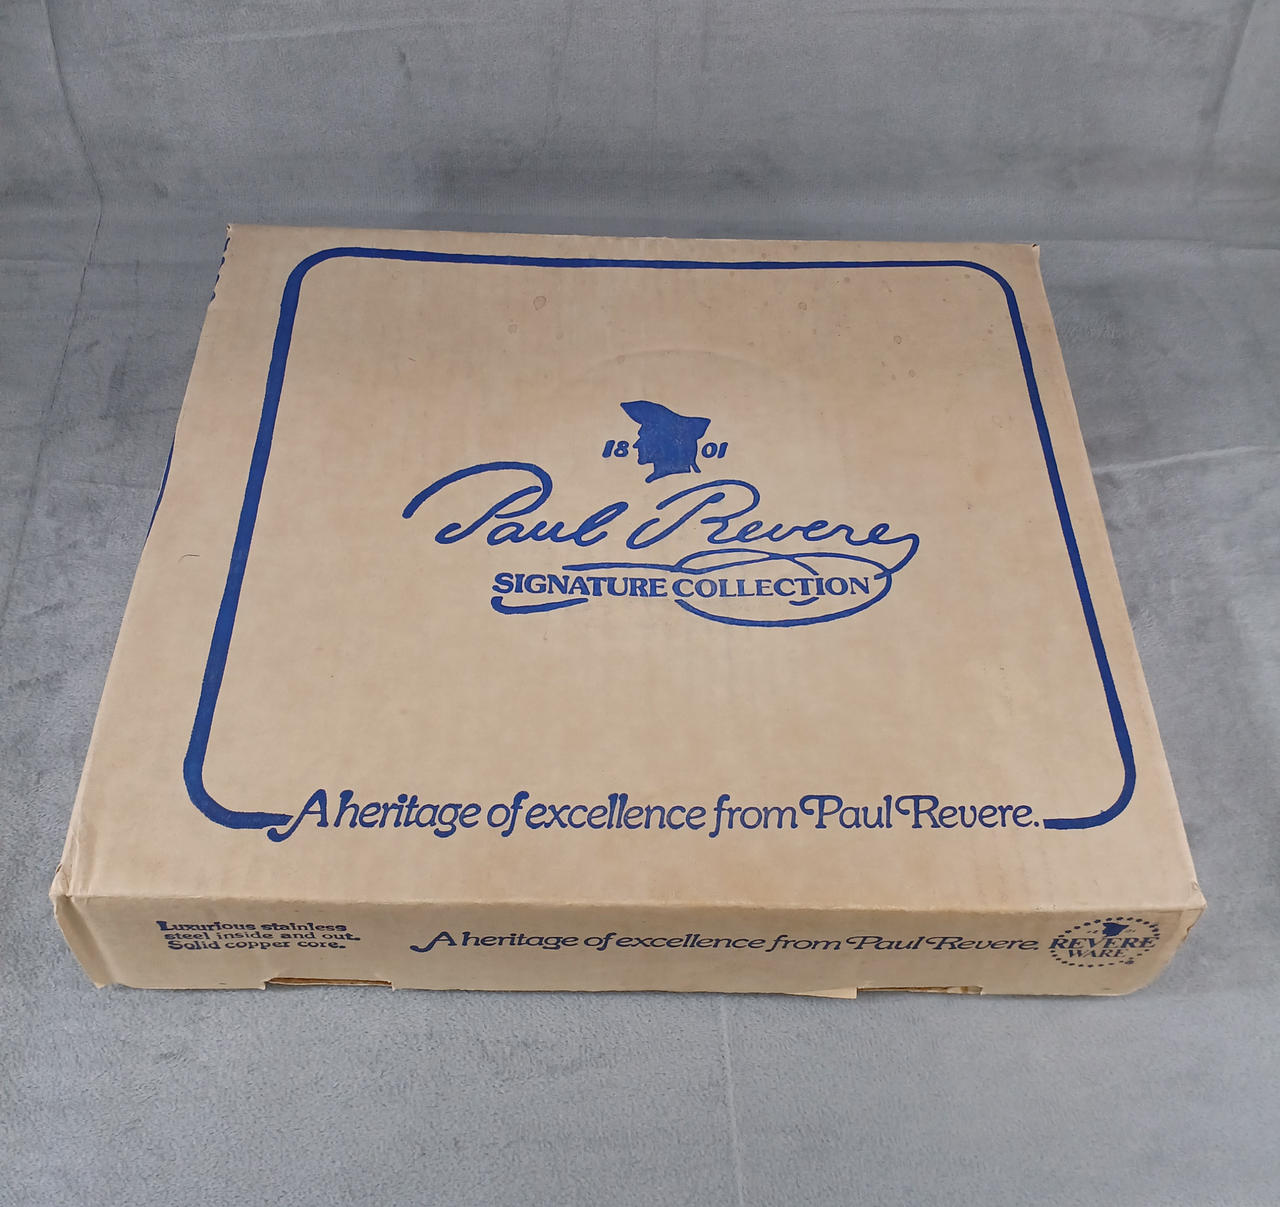 18 01
Paul Revere
SIGNATURE COLLECTION
A heritage of excellence from Paul Revere.
Luxurious stainless
steel inside and out.
Solid copper core.
A heritage of excellence from Paul Revere.
REVERE
WARE